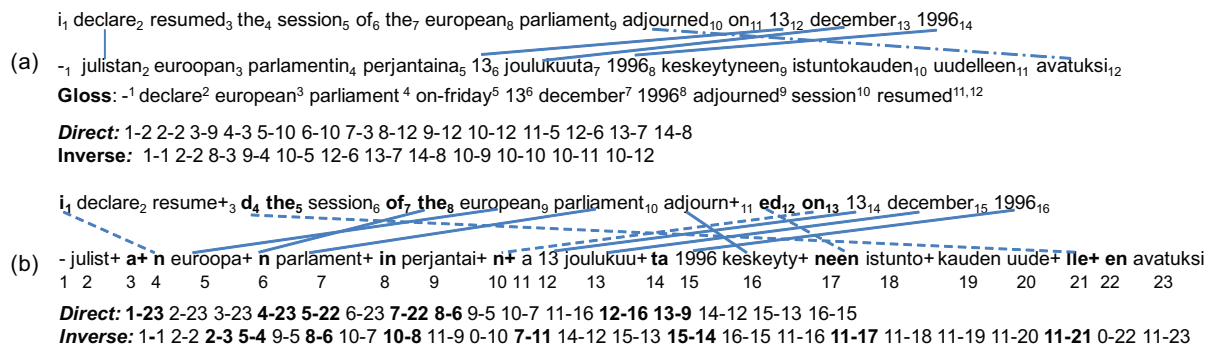 i1 declare2 resumed3 the4 session5 of6 the7 european8 parliament9 adjourned10 on11 1312 december13 199614
(a)
-1 julistan2 euroopan3 parlamentin4 perjantaina5 136 joulukuuta7 19968 keskeytyneen9 istuntokauden10 uudelleen11 avatuksi12
Gloss: -1 declare2 european3 parliament 4 on-friday5 136 december7 19968 adjourned9 session10 resumed11,12
Direct: 1-2 2-2 3-9 4-3 5-10 6-10 7-3 8-12 9-12 10-12 11-5 12-6 13-7 14-8
Inverse: 1-1 2-2 8-3 9-4 10-5 12-6 13-7 14-8 10-9 10-10 10-11 10-12
i1 declare2 resume+3 d4 the5 session6 of7 the8 european9 parliament10 adjourn+11 ed12 on13 1314 december15 199616
(b)
- julist+ a+ n euroopa+ n parlament+ in perjantai+ n+ a 13 joulukuu+ ta 1996 keskeyty+ neen istunto+ kauden uude+ lle+ en avatuksi
1 2 3 4 5 6 7 8 9 10 11 12 13 14 15 16 17 18 19 20 21 22 23
Direct: 1-23 2-23 3-23 4-23 5-22 6-23 7-22 8-6 9-5 10-7 11-16 12-16 13-9 14-12 15-13 16-15
Inverse: 1-1 2-2 2-3 5-4 9-5 8-6 10-7 10-8 11-9 0-10 7-11 14-12 15-13 15-14 16-15 11-16 11-17 11-18 11-19 11-20 11-21 0-22 11-23